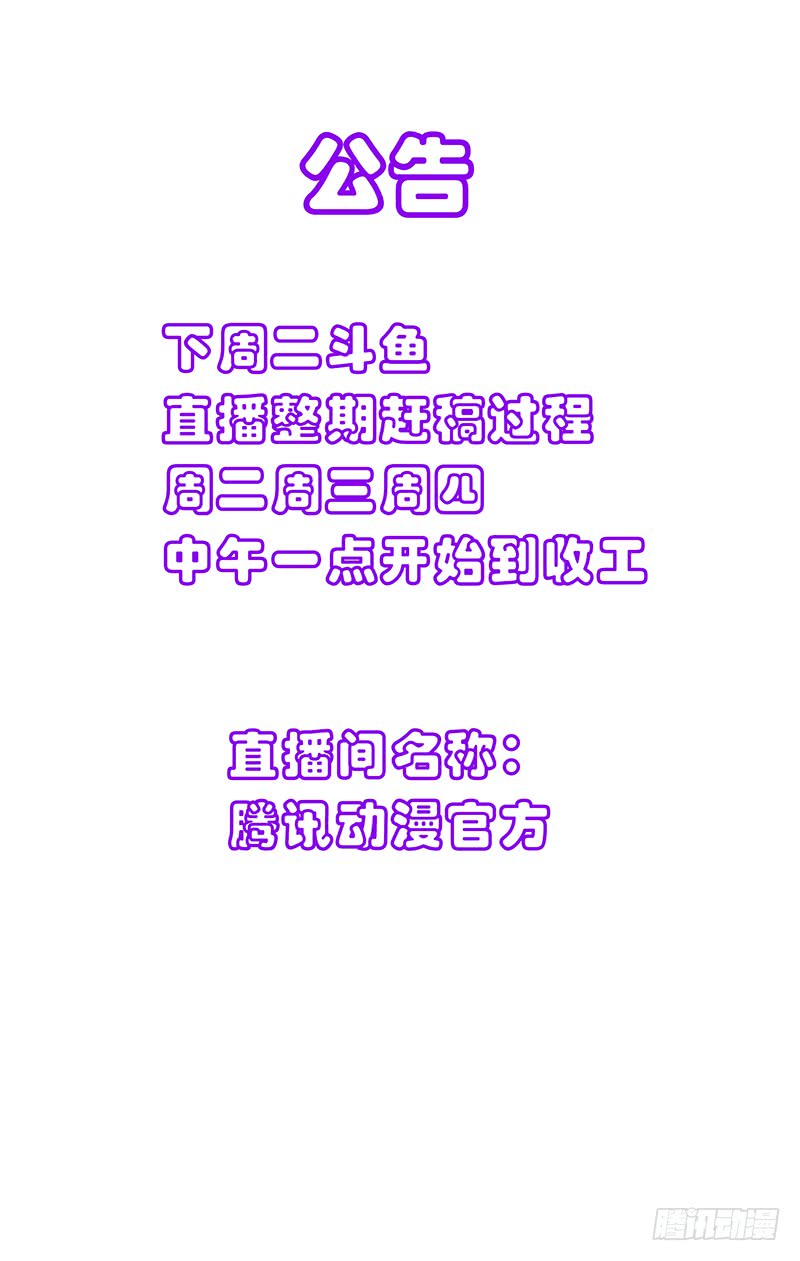 公告
下周二斗鱼
直播整期赶稿过程
周二周三周四
中午一点开始到收工
直播间名称：
腾讯动漫官方
腾讯动漫